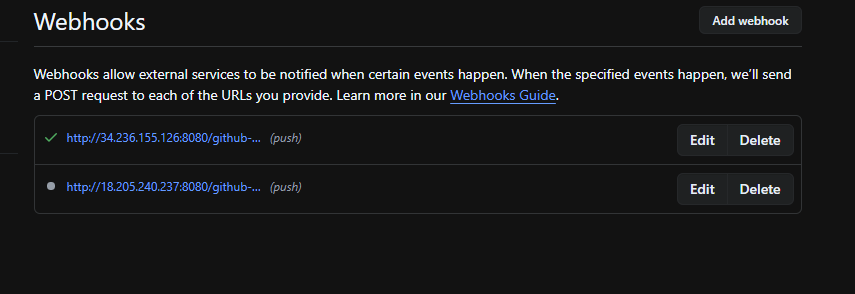 Webhooks
Add webhook
Webhooks allow external services to be notified when certain events happen. When the specified events happen, we’ll send
a POST request to each of the URLs you provide. Learn more in our Webhooks Guide.
http://34.236.155.126:8080/github-... (push)
Edit
Delete
http://18.205.240.237:8080/github-... (push)
Edit
Delete